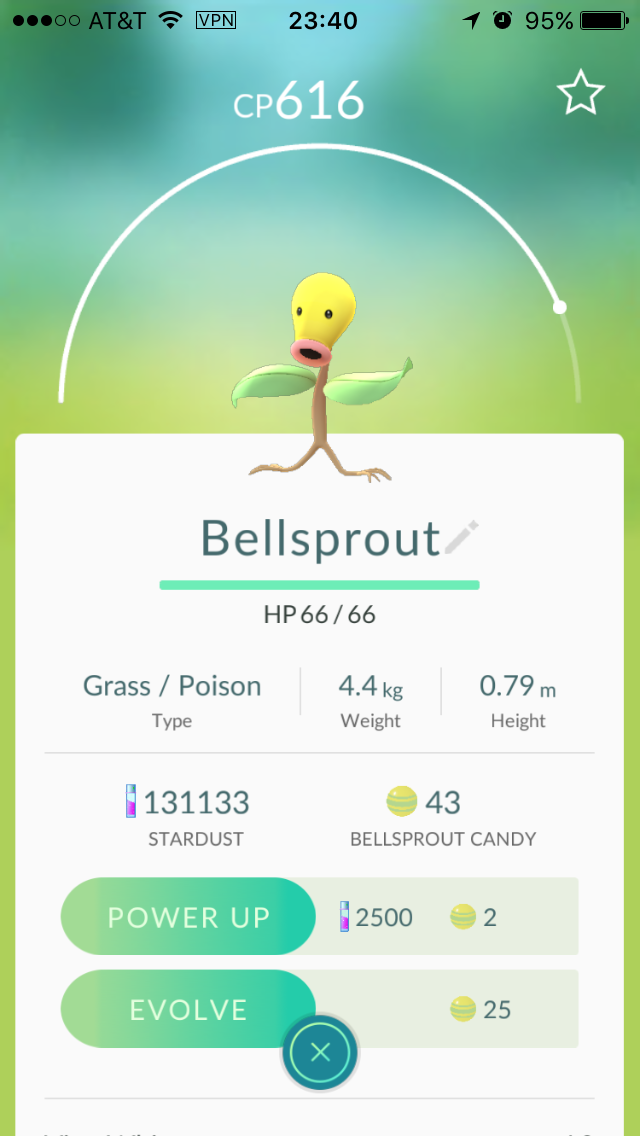 AT&T VPN 23:40 95%
CP616
Bellsprout
HP 66 / 66
Grass / Poison 4.4 kg 0.79 m
Type Weight Height
131133 43
STARDUST BELLSPROUT CANDY
POWER UP 2500 2
EVOLVE 25